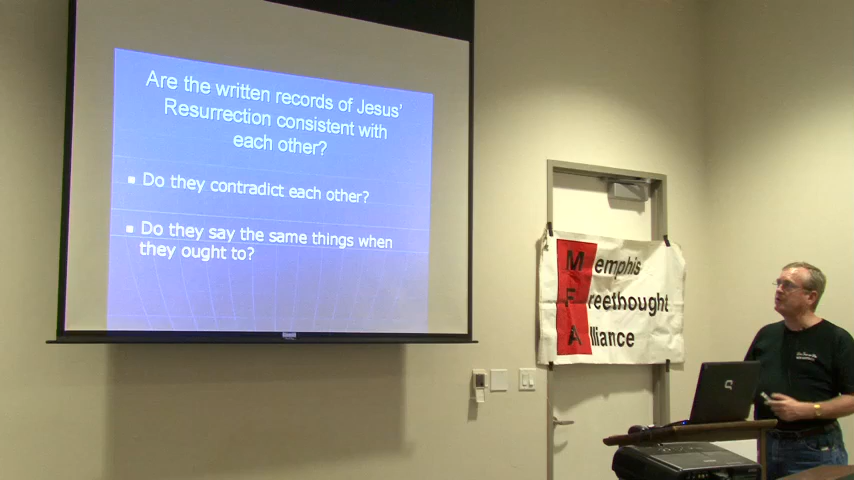 Are the written records of Jesus'
Resurrection consistent with
each other?
Do they contradict each other?
Do they say the same things when
they ought to?
Memphis
Freethought
Alliance